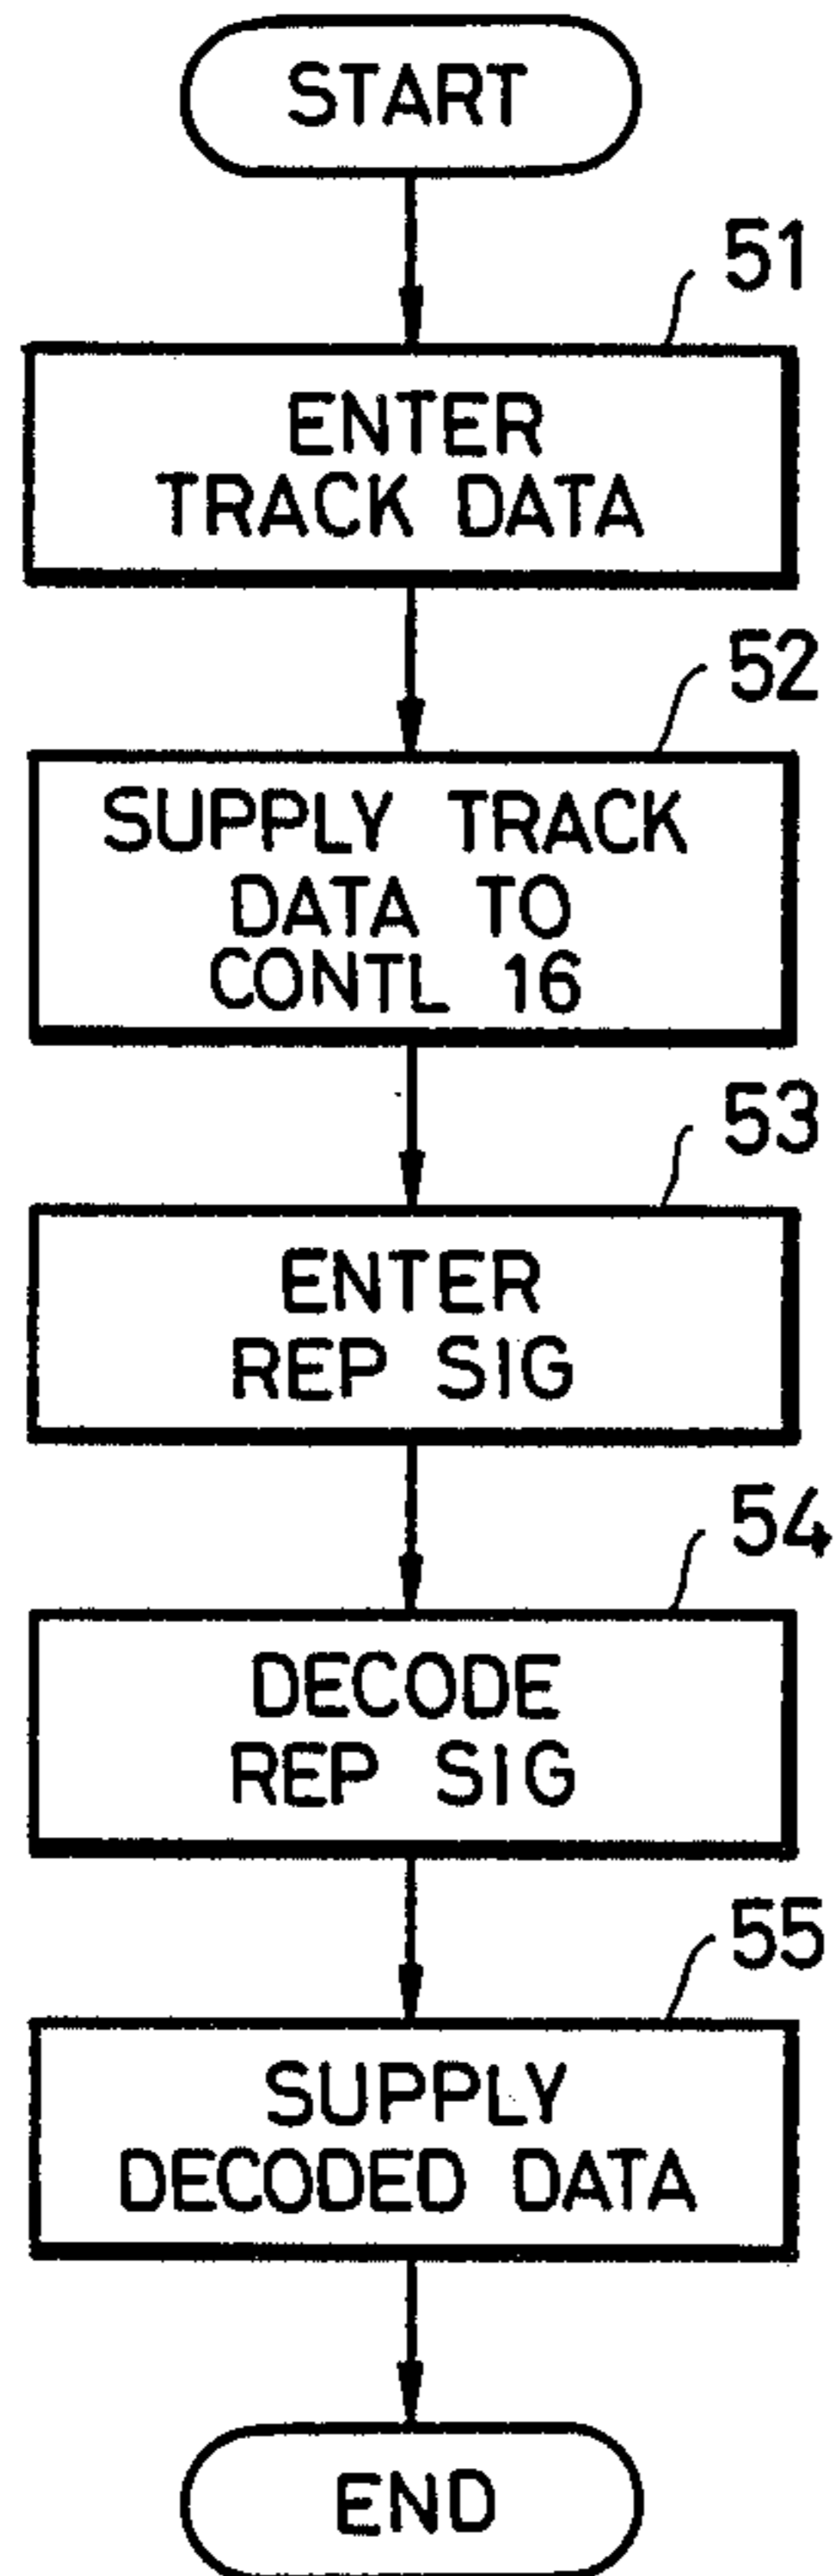 START
51
ENTER
TRACK DATA
52
SUPPLY TRACK
DATA TO
CONTL 16
53
ENTER
REP SIG
54
DECODE
REP SIG
55
SUPPLY
DECODED DATA
END